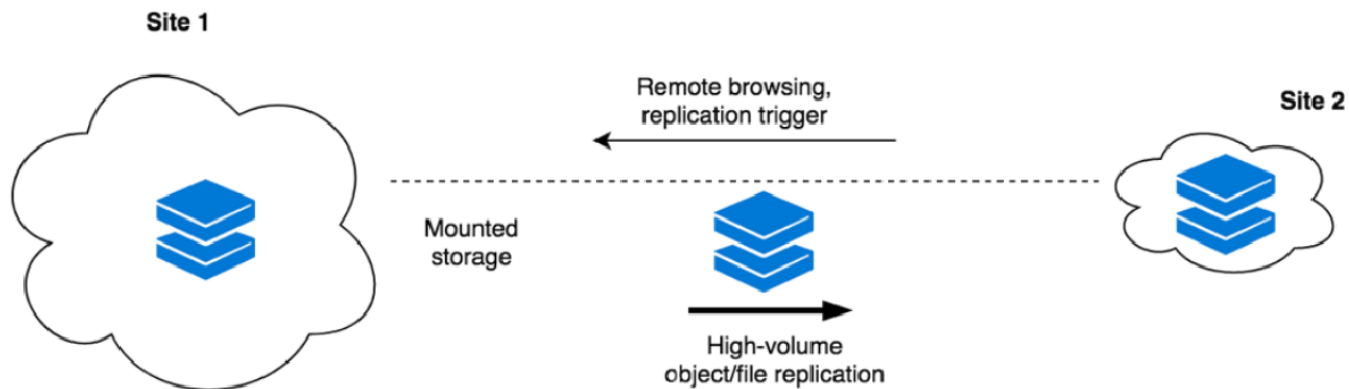 Site 1
Remote browsing,
replication trigger
Site 2
Mounted
storage
High-volume
object/file replication